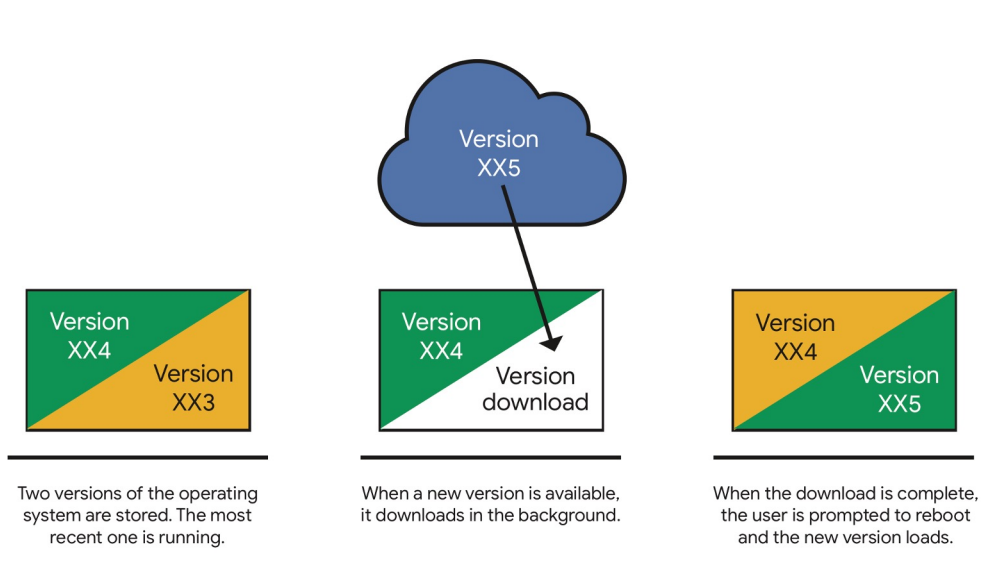 Version
XX5
Version
XX4
Version
XX3
Version
XX4
Version
download
Version
XX4
Version
XX5
Two versions of the operating
system are stored. The most
recent one is running.
When a new version is available,
it downloads in the background.
When the download is complete,
the user is prompted to reboot
and the new version loads.